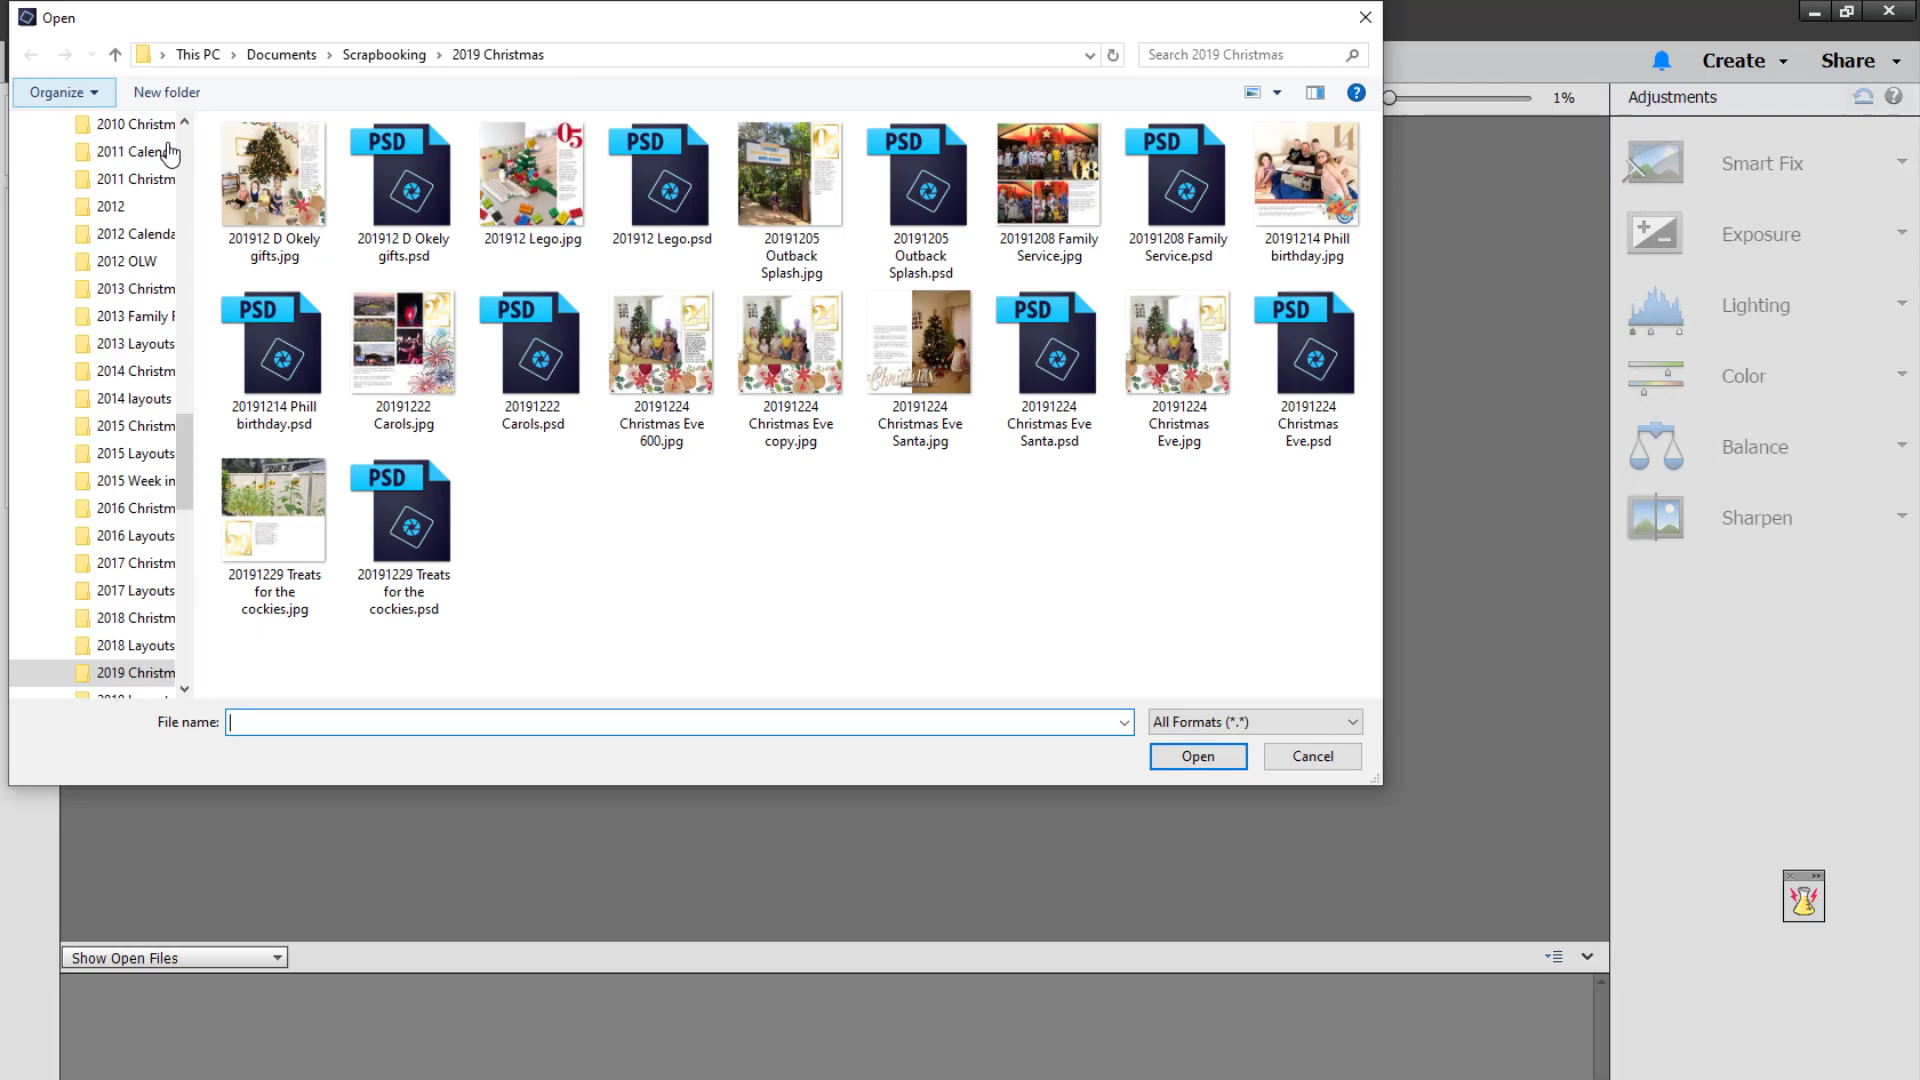 Open
This PC > Documents > Scrapbooking > 2019 Christmas
Search 2019 Christmas
Create
Share
Organize
New folder
1%
Adjustments
2010 Christm
2011 Calend
2011 Christm
2012
2012 Calenda
2012 OLW
2013 Christm
2013 Family F
2013 Layouts
2014 Christm
2014 layouts
2015 Christm
2015 Layouts
2015 Week in
2016 Christm
2016 Layouts
2017 Christm
2017 Layouts
2018 Christm
2018 Layouts
2019 Christm
PSD
05
PSD
PSD
08
PSD
14
201912 D Okely
gifts.jpg
201912 D Okely
gifts.psd
201912 Lego.jpg
201912 Lego.psd
20191205
Outback
Splash.jpg
20191205
Outback
Splash.psd
20191208 Family
Service.jpg
20191208 Family
Service.psd
20191214 Phill
birthday.jpg
PSD
22
PSD
24
24
Christmas
PSD
24
PSD
20191214 Phill
birthday.psd
20191222
Carols.jpg
20191222
Carols.psd
20191224
Christmas Eve
600.jpg
20191224
Christmas Eve
copy.jpg
20191224
Christmas Eve
Santa.jpg
20191224
Christmas Eve
Santa.psd
20191224
Christmas
Eve.jpg
20191224
Christmas
Eve.psd
PSD
20191229 Treats
for the
cockies.jpg
20191229 Treats
for the
cockies.psd
File name:
All Formats (*.*)
Open
Cancel
Smart Fix
Exposure
Lighting
Color
Balance
Sharpen
Show Open Files